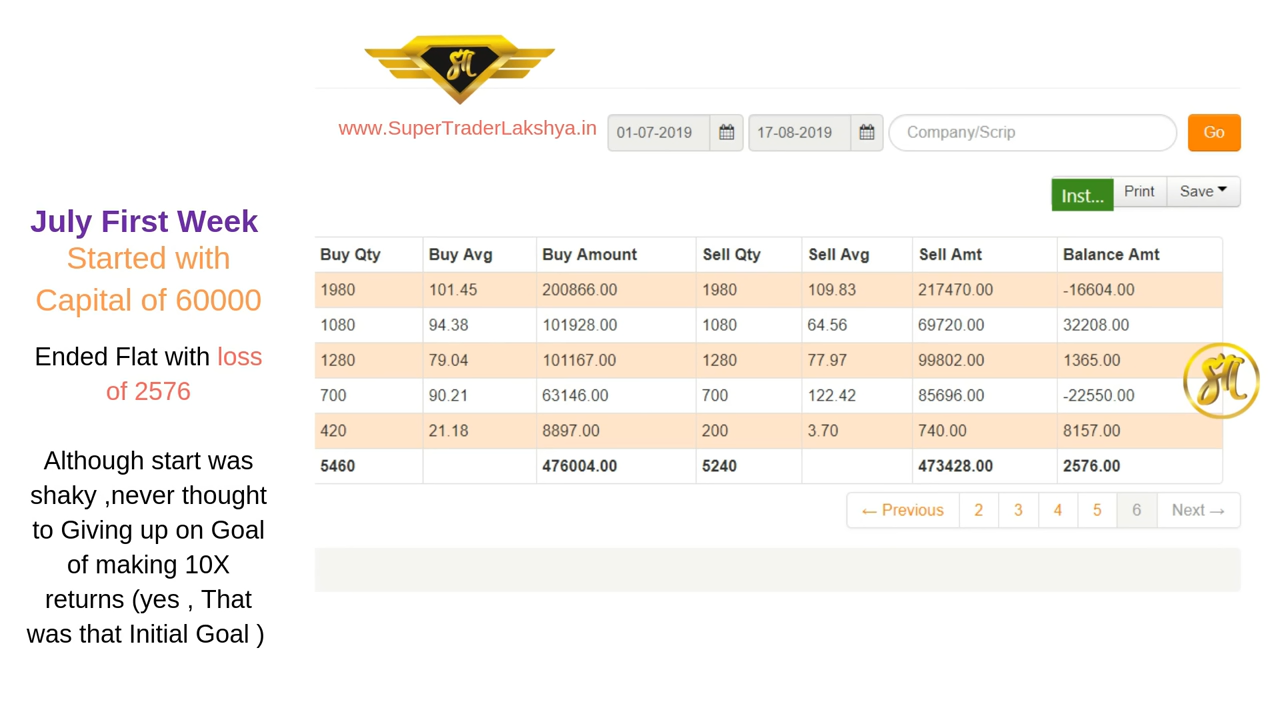 www.SuperTraderLakshya.in
01-07-2019 17-08-2019 Company/Scrip Go
Inst... Print Save
July First Week
Started with
Capital of 60000
Ended Flat with loss
of 2576
Although start was
shaky ,never thought
to Giving up on Goal
of making 10X
returns (yes , That
was that Initial Goal )
Buy Qty Buy Avg Buy Amount Sell Qty Sell Avg Sell Amt Balance Amt
1980 101.45 200866.00 1980 109.83 217470.00 -16604.00
1080 94.38 101928.00 1080 64.56 69720.00 32208.00
1280 79.04 101167.00 1280 77.97 99802.00 1365.00
700 90.21 63146.00 700 122.42 85696.00 -22550.00
420 21.18 8897.00 200 3.70 740.00 8157.00
5460 476004.00 5240 473428.00 2576.00
← Previous 2 3 4 5 6 Next →